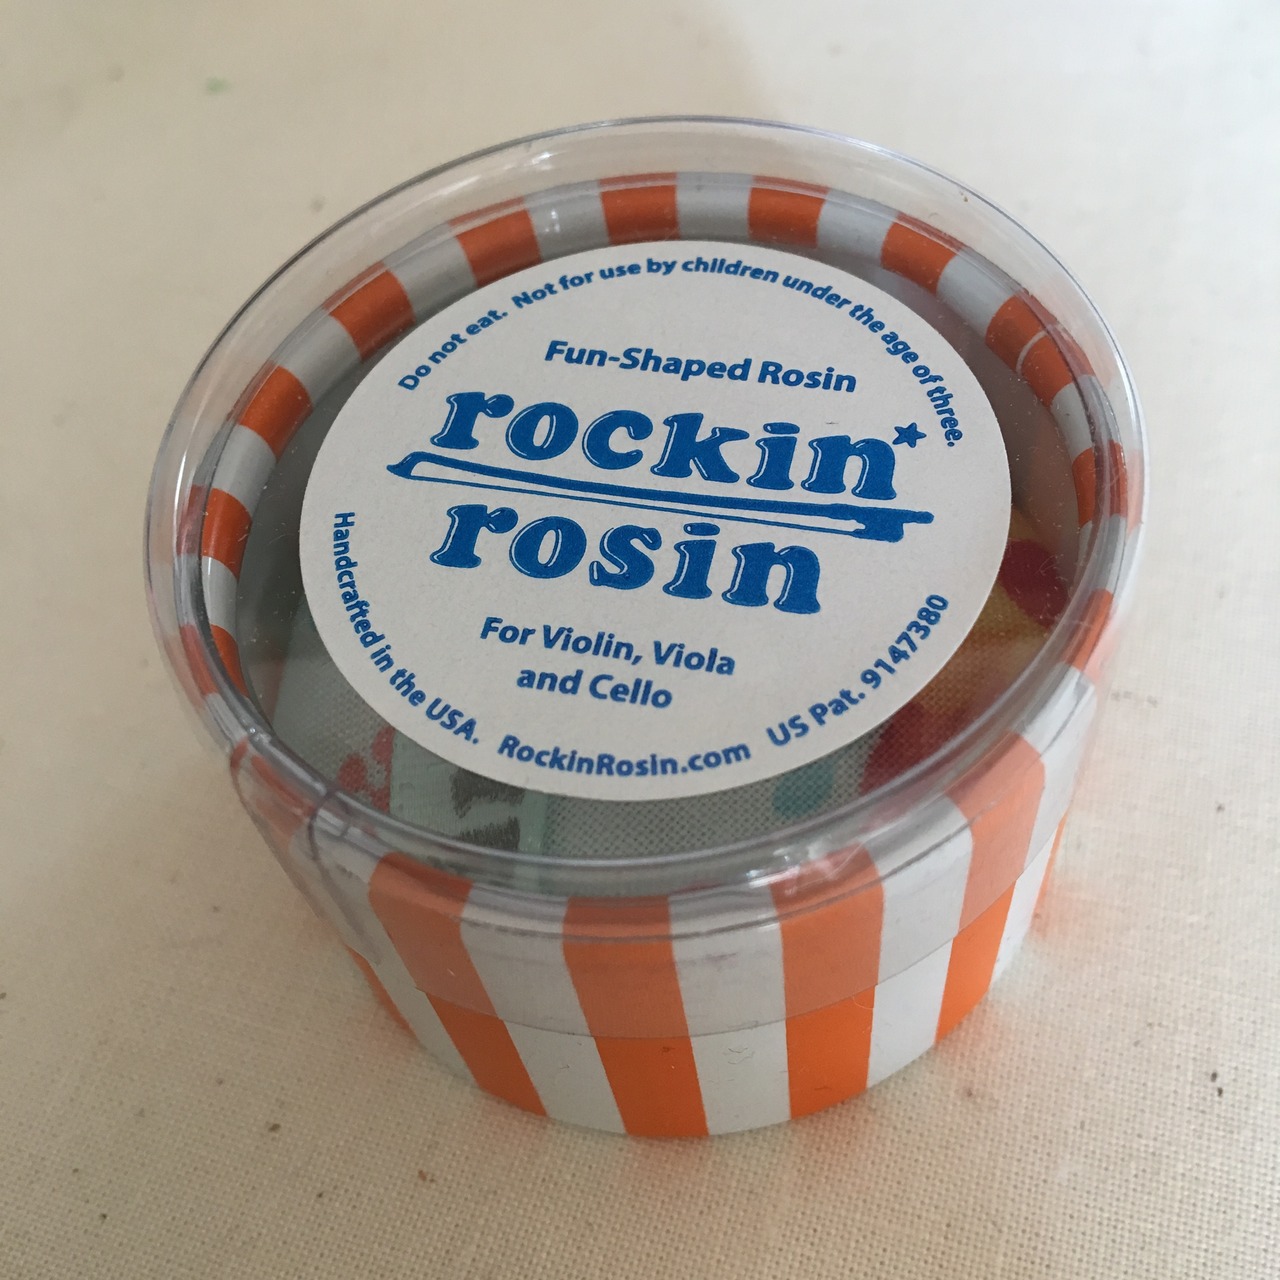 Do not eat. Not for use by children under the age of three.
Fun-Shaped Rosin
rockin'
rosin
For Violin, Viola
and Cello
Handcrafted in the USA. RockinRosin.com US Pat. 9147380